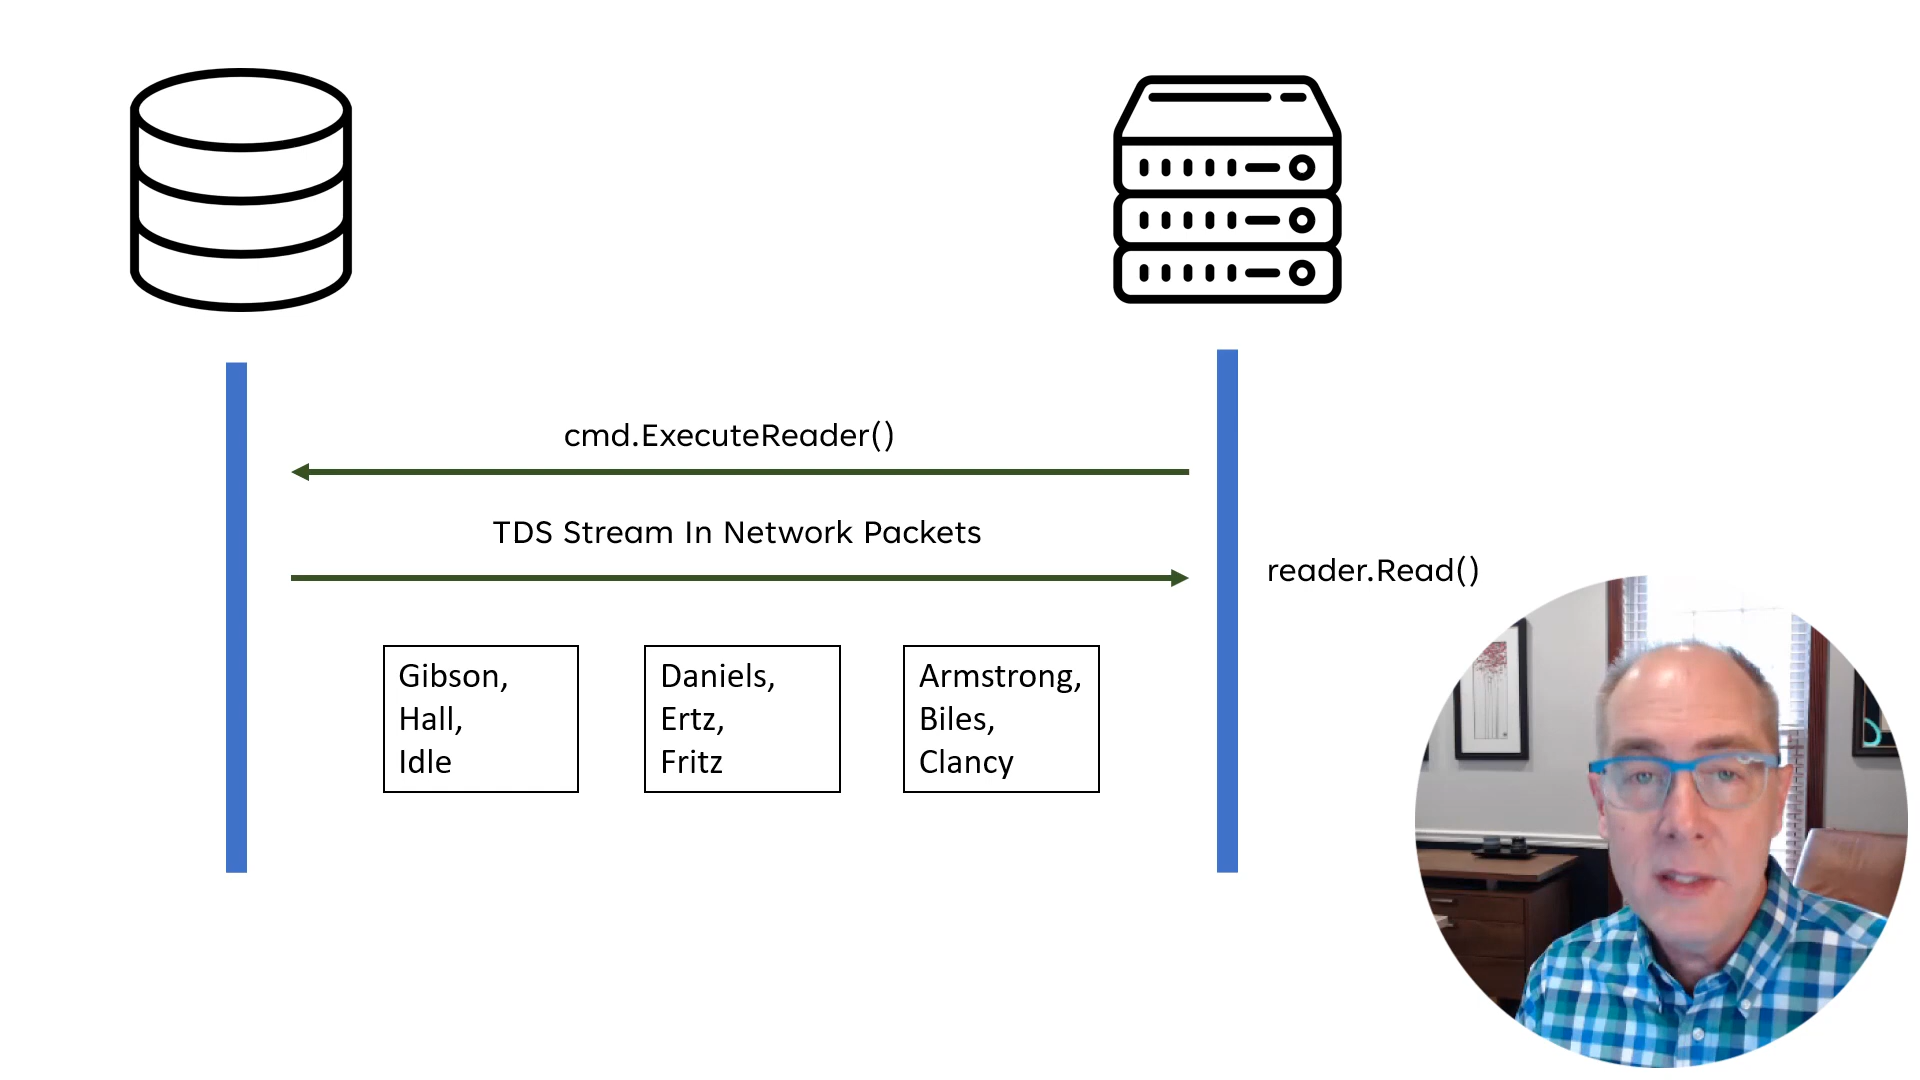 cmd.ExecuteReader()
TDS Stream In Network Packets
reader.Read()
Gibson,
Hall,
Idle
Daniels,
Ertz,
Fritz
Armstrong,
Biles,
Clancy